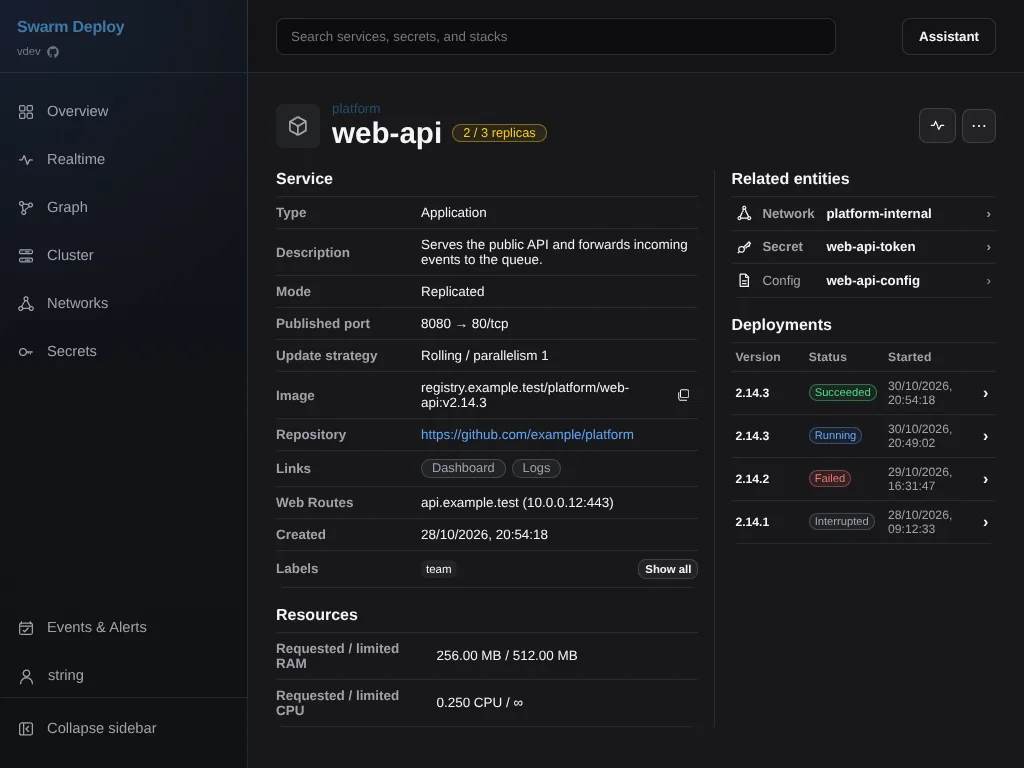 Swarm Deploy
vdev
Search services, secrets, and stacks
Assistant
Overview
Realtime
Graph
Cluster
Networks
Secrets
Events & Alerts
string
Collapse sidebar
platform
web-api
2 / 3 replicas
Service
Type Application
Description Serves the public API and forwards incoming
events to the queue.
Mode Replicated
Published port 8080 → 80/tcp
Update strategy Rolling / parallelism 1
Image registry.example.test/platform/web-
api:v2.14.3
Repository https://github.com/example/platform
Links Dashboard Logs
Web Routes api.example.test (10.0.0.12:443)
Created 28/10/2026, 20:54:18
Labels team Show all
Resources
Requested / limited
RAM
256.00 MB / 512.00 MB
Requested / limited
CPU
0.250 CPU / ∞
Related entities
Network platform-internal ›
Secret web-api-token ›
Config web-api-config ›
Deployments
Version Status Started
2.14.3 Succeeded 30/10/2026,
20:54:18 ›
2.14.3 Running 30/10/2026,
20:49:02 ›
2.14.2 Failed 29/10/2026,
16:31:47 ›
2.14.1 Interrupted 28/10/2026,
09:12:33 ›